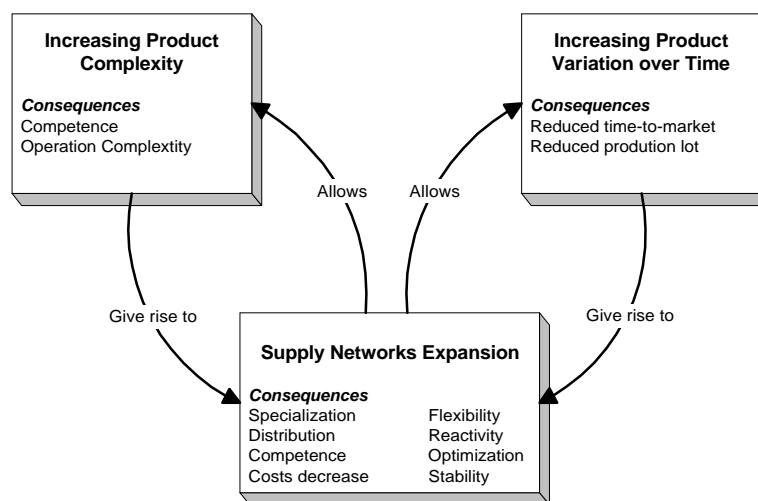 Increasing Product
Complexity
Consequences
Competence
Operation Complextity
Increasing Product
Variation over Time
Consequences
Reduced time-to-market
Reduced prodution lot
Allows
Allows
Give rise to
Give rise to
Supply Networks Expansion
Consequences
Specialization
Distribution
Competence
Costs decrease
Flexibility
Reactivity
Optimization
Stability